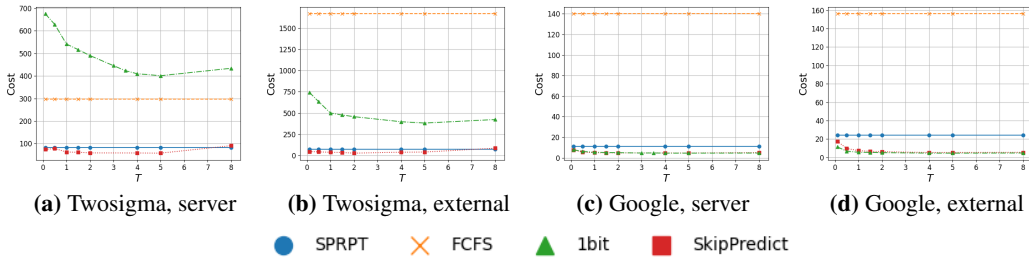 700
600
500
400
300
200
100
Cost
0 1 2 3 4 5 6 7 8
T
(a) Twosigma, server
1500
1250
1000
750
500
250
0
Cost
0 1 2 3 4 5 6 7 8
T
(b) Twosigma, external
140
120
100
80
60
40
20
0
Cost
0 1 2 3 4 5 6 7 8
T
(c) Google, server
160
140
120
100
80
60
40
20
0
Cost
0 1 2 3 4 5 6 7 8
T
(d) Google, external
SPRPT FCFS 1bit SkipPredict